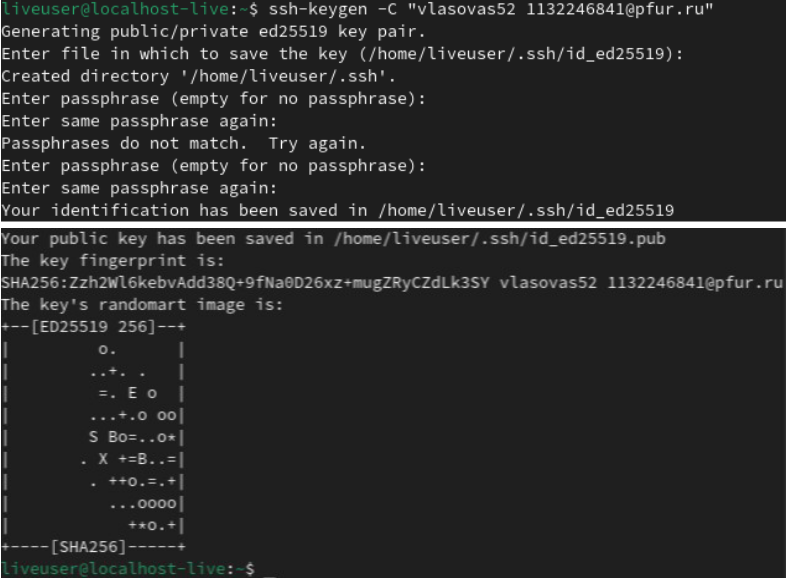 liveuser@localhost-live:~$ ssh-keygen -C "vlasovas52 1132246841@pfur.ru"
Generating public/private ed25519 key pair.
Enter file in which to save the key (/home/liveuser/.ssh/id_ed25519):
Created directory '/home/liveuser/.ssh'.
Enter passphrase (empty for no passphrase):
Enter same passphrase again:
Passphrases do not match.  Try again.
Enter passphrase (empty for no passphrase):
Enter same passphrase again:
Your identification has been saved in /home/liveuser/.ssh/id_ed25519
Your public key has been saved in /home/liveuser/.ssh/id_ed25519.pub
The key fingerprint is:
SHA256:Zzh2Wl6kebvAdd38Q+9fNa0D26xz+mugZRyCZdLk3SY vlasovas52 1132246841@pfur.ru
The key's randomart image is:
+--[ED25519 256]--+
|          o.       |
|         ..+. .    |
|          =. E o   |
|         ...+.o oo|
|         S Bo=..o*|
|        . X +=B..=|
|         . ++o.=.+|
|           ...oooo|
|             +*o.+|
+----[SHA256]-----+
liveuser@localhost-live:~$ _